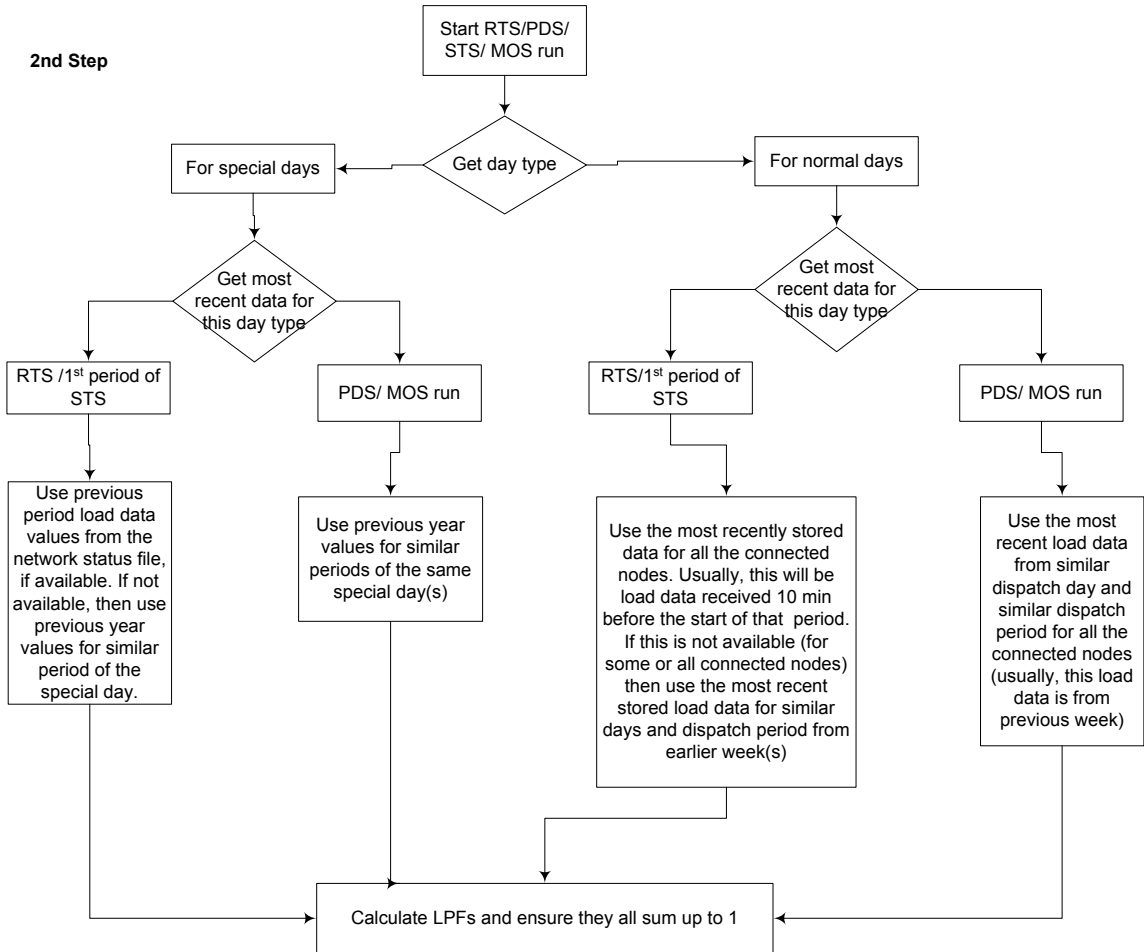 2nd Step
Start RTS/PDS/
STS/ MOS run
Get day type
For special days
For normal days
Get most
recent data for
this day type
Get most
recent data for
this day type
RTS /1st period of
STS
PDS/ MOS run
RTS/1st period of
STS
PDS/ MOS run
Use previous
period load data
values from the
network status file,
if available. If not
available, then use
previous year
values for similar
period of the
special day.
Use previous year
values for similar
periods of the same
special day(s)
Use the most recently stored
data for all the connected
nodes. Usually, this will be
load data received 10 min
before the start of that period.
If this is not available (for
some or all connected nodes)
then use the most recent
stored load data for similar
days and dispatch period from
earlier week(s)
Use the most
recent load data
from similar
dispatch day and
similar dispatch
period for all the
connected nodes
(usually, this load
data is from
previous week)
Calculate LPFs and ensure they all sum up to 1